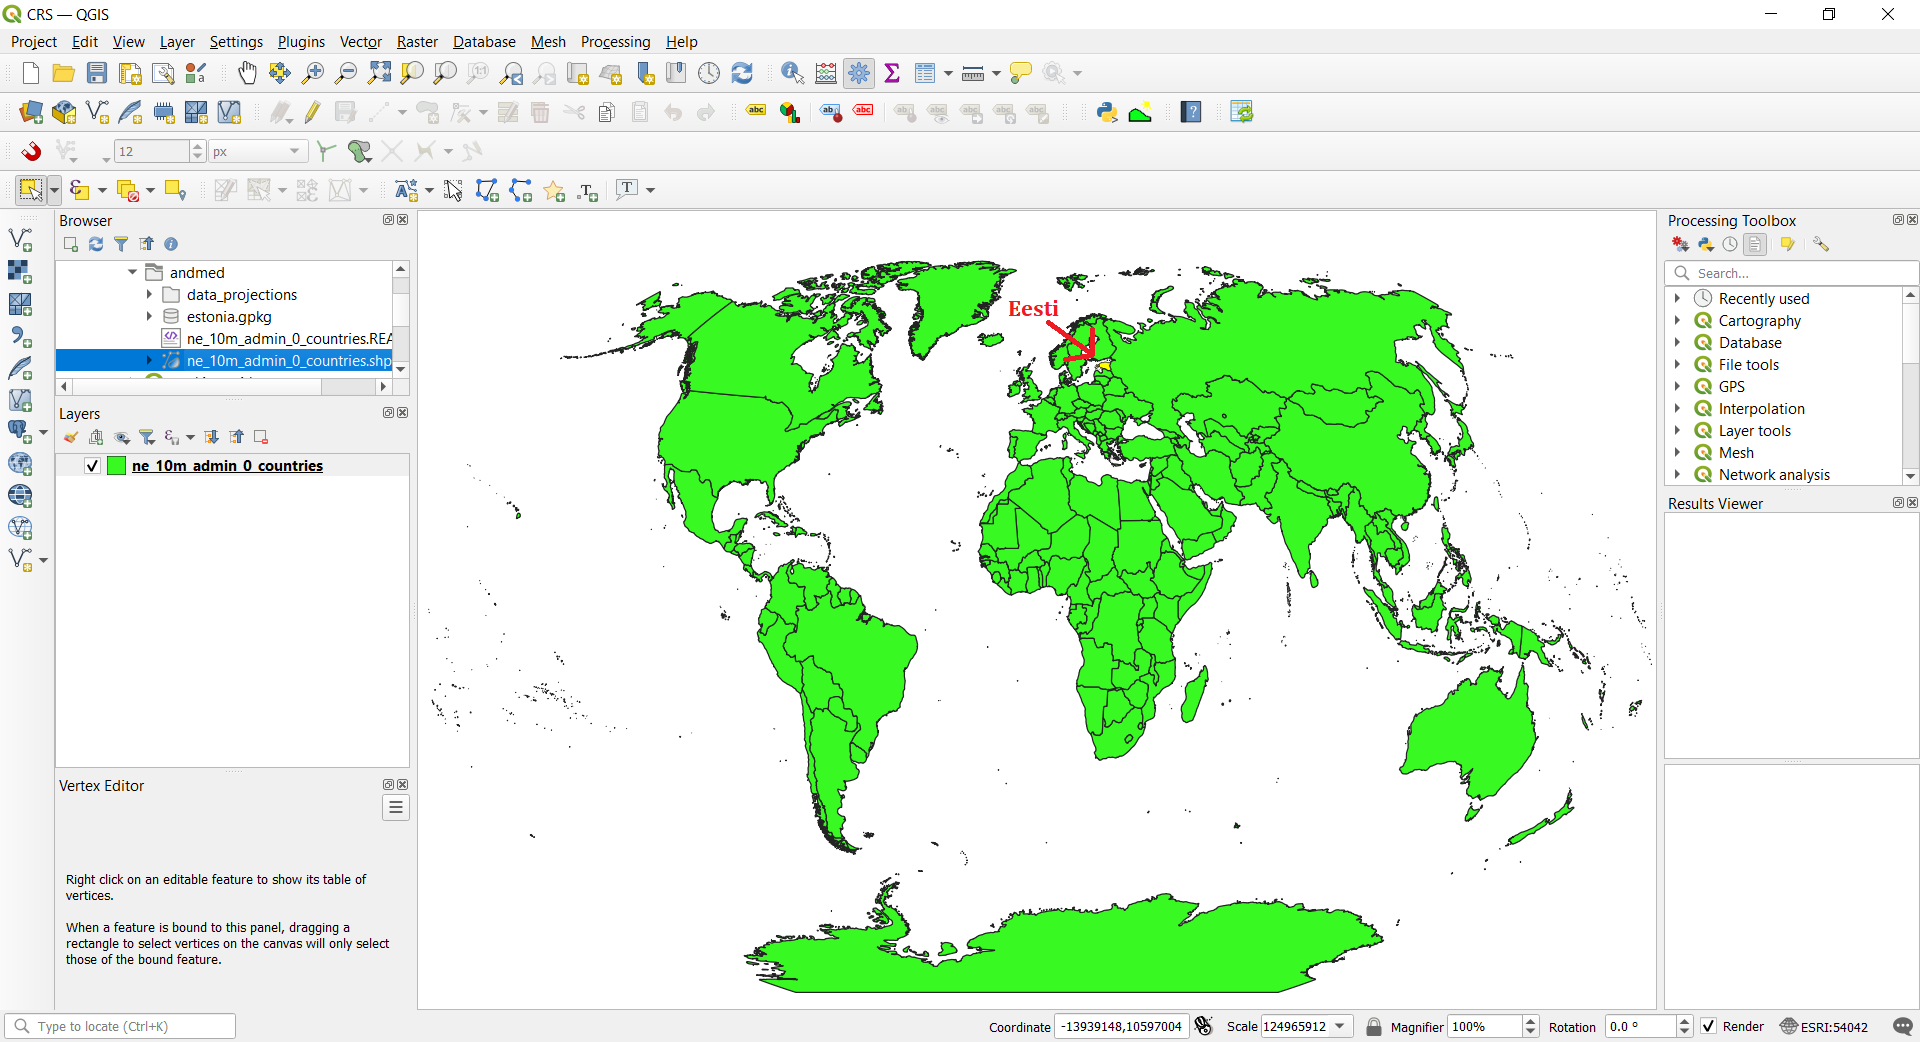 CRS — QGIS
Project Edit View Layer Settings Plugins Vector Raster Database Mesh Processing Help
1:1
abc ab abc
12 px
T T
Browser
andmed
data_projections
estonia.gpkg
ne_10m_admin_0_countries.REA
ne_10m_admin_0_countries.shp
Layers
ne_10m_admin_0_countries
Vertex Editor
Right click on an editable feature to show its table of
vertices.
When a feature is bound to this panel, dragging a
rectangle to select vertices on the canvas will only select
those of the bound feature.
Eesti
Processing Toolbox
Search...
Recently used
Cartography
Database
File tools
GPS
Interpolation
Layer tools
Mesh
Network analysis
Results Viewer
Type to locate (Ctrl+K)
Coordinate -13939148,10597004 Scale 124965912 Magnifier 100% Rotation 0.0 ° Render ESRI:54042